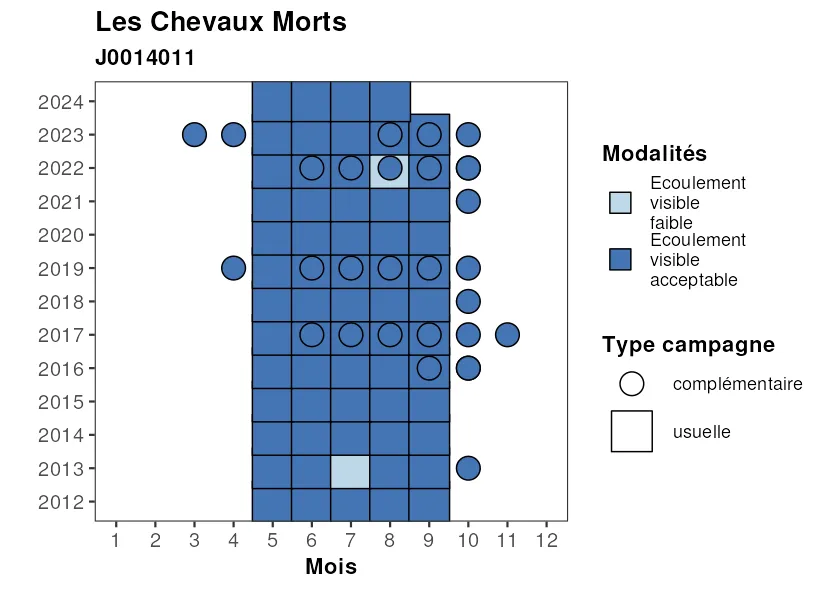 Les Chevaux Morts
J0014011
2024
2023
2022
2021
2020
2019
2018
2017
2016
2015
2014
2013
2012
1 2 3 4 5 6 7 8 9 10 11 12
Mois
Modalités
Ecoulement
visible
faible
Ecoulement
visible
acceptable
Type campagne
complémentaire
usuelle